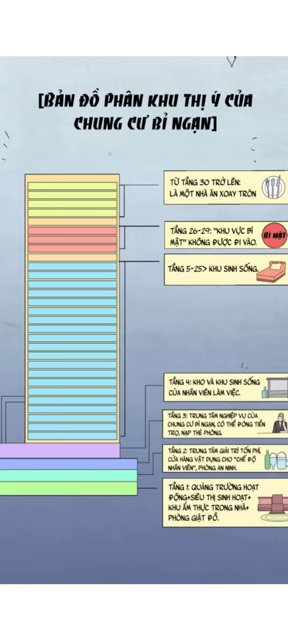 [BẢN ĐỒ PHÂN KHU THỊ Ý CỦA
CHUNG CƯ BỈ NGẠN]
TỪ TẦNG 30 TRỞ LÊN:
LÀ MỘT NHÀ ĂN XOAY TRÒN
TẦNG 26-29: "KHU VỰC BÍ
MẬT" KHÔNG ĐƯỢC ĐI VÀO.
BÍ MẬT
TẦNG 5-25> KHU SINH SỐNG.
TẦNG 4: KHO VÀ KHU SINH SỐNG
CỦA NHÂN VIÊN LÀM VIỆC.
TẦNG 3: TRUNG TÂM NGHIỆP VỤ CỦA
CHUNG CƯ BỈ NGẠN, CÓ THỂ ĐÓNG TIỀN
TRỌ, NẠP THẺ PHÒNG.
TẦNG 2: TRUNG TÂM GIẢI TRÍ TỐN PHÍ,
CỬA HÀNG VẬT DỤNG CHO "CHẾ ĐỘ
NHÂN VIÊN", PHÒNG AN NINH.
TẦNG 1: QUẢNG TRƯỜNG HOẠT
ĐỘNG+SIÊU THỊ SINH HOẠT+
KHU ẨM THỰC TRONG NHÀ+
PHÒNG GIẶT ĐỒ.